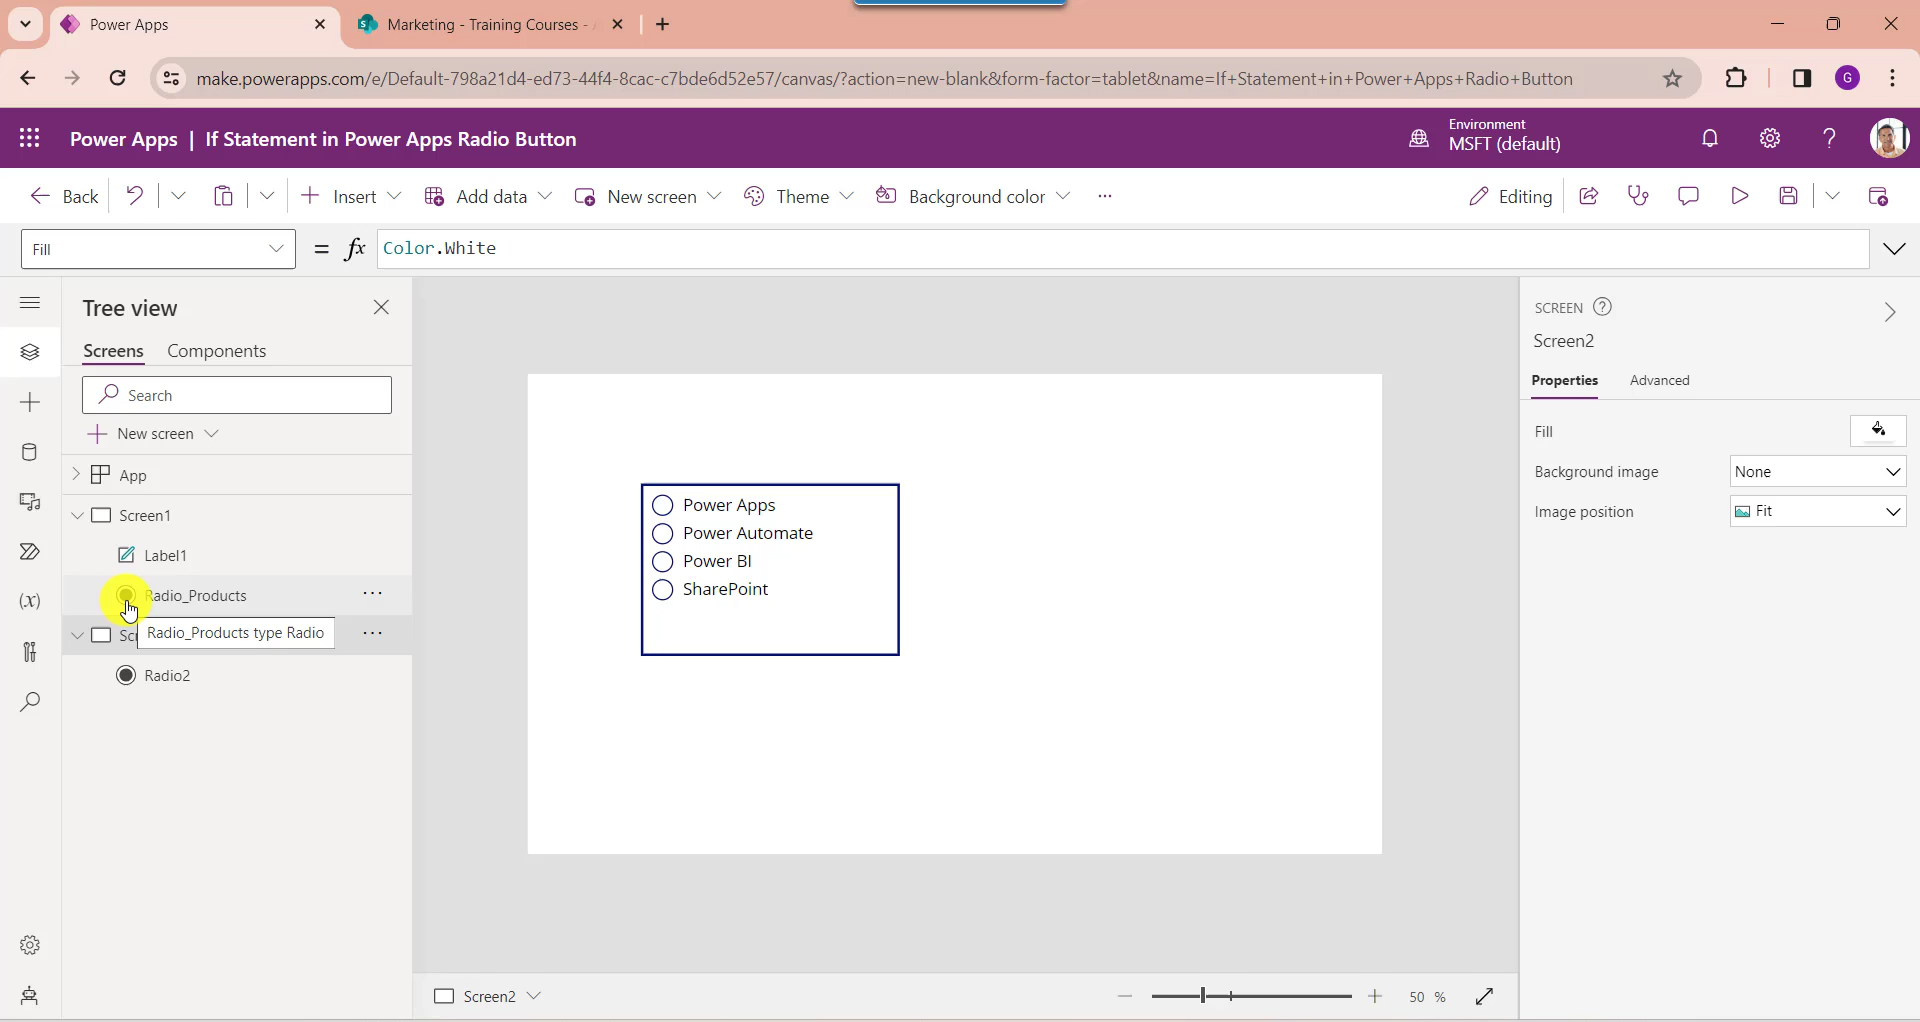 Power Apps
Marketing - Training Courses -
make.powerapps.com/e/Default-798a21d4-ed73-44f4-8cac-c7bde6d52e57/canvas/?action=new-blank&form-factor=tablet&name=If+Statement+in+Power+Apps+Radio+Button
G
Power Apps | If Statement in Power Apps Radio Button
Environment
MSFT (default)
Back
Insert
Add data
New screen
Theme
Background color
Editing
Fill
= fx
Color.White
Tree view
Screens
Components
Search
New screen
App
Screen1
Label1
Radio_Products
Scr
Radio_Products type Radio
Radio2
Power Apps
Power Automate
Power BI
SharePoint
SCREEN
Screen2
Properties
Advanced
Fill
Background image
None
Image position
Fit
Screen2
50 %